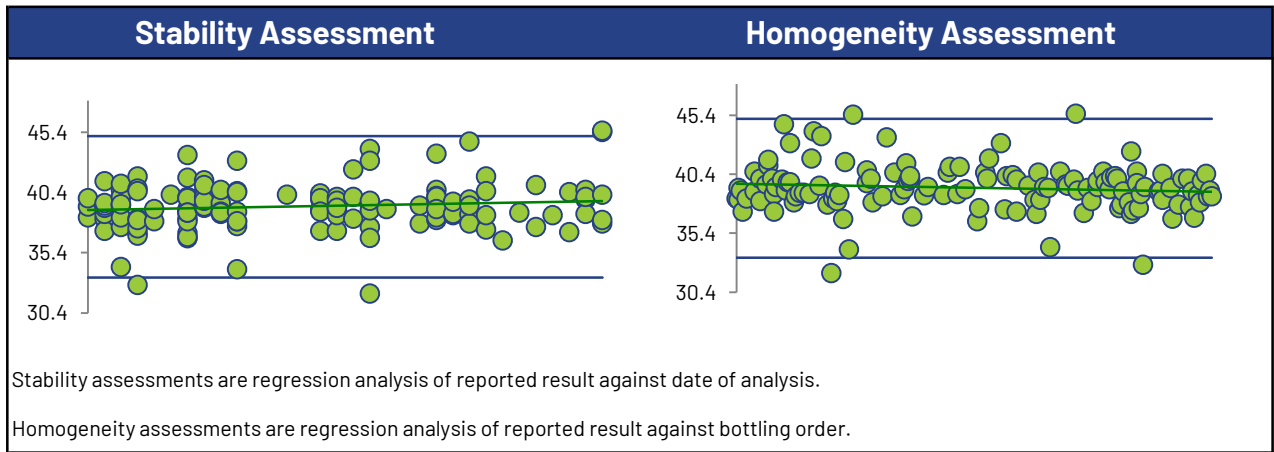 Stability Assessment
Homogeneity Assessment
45.4
40.4
35.4
30.4
45.4
40.4
35.4
30.4
Stability assessments are regression analysis of reported result against date of analysis.
Homogeneity assessments are regression analysis of reported result against bottling order.